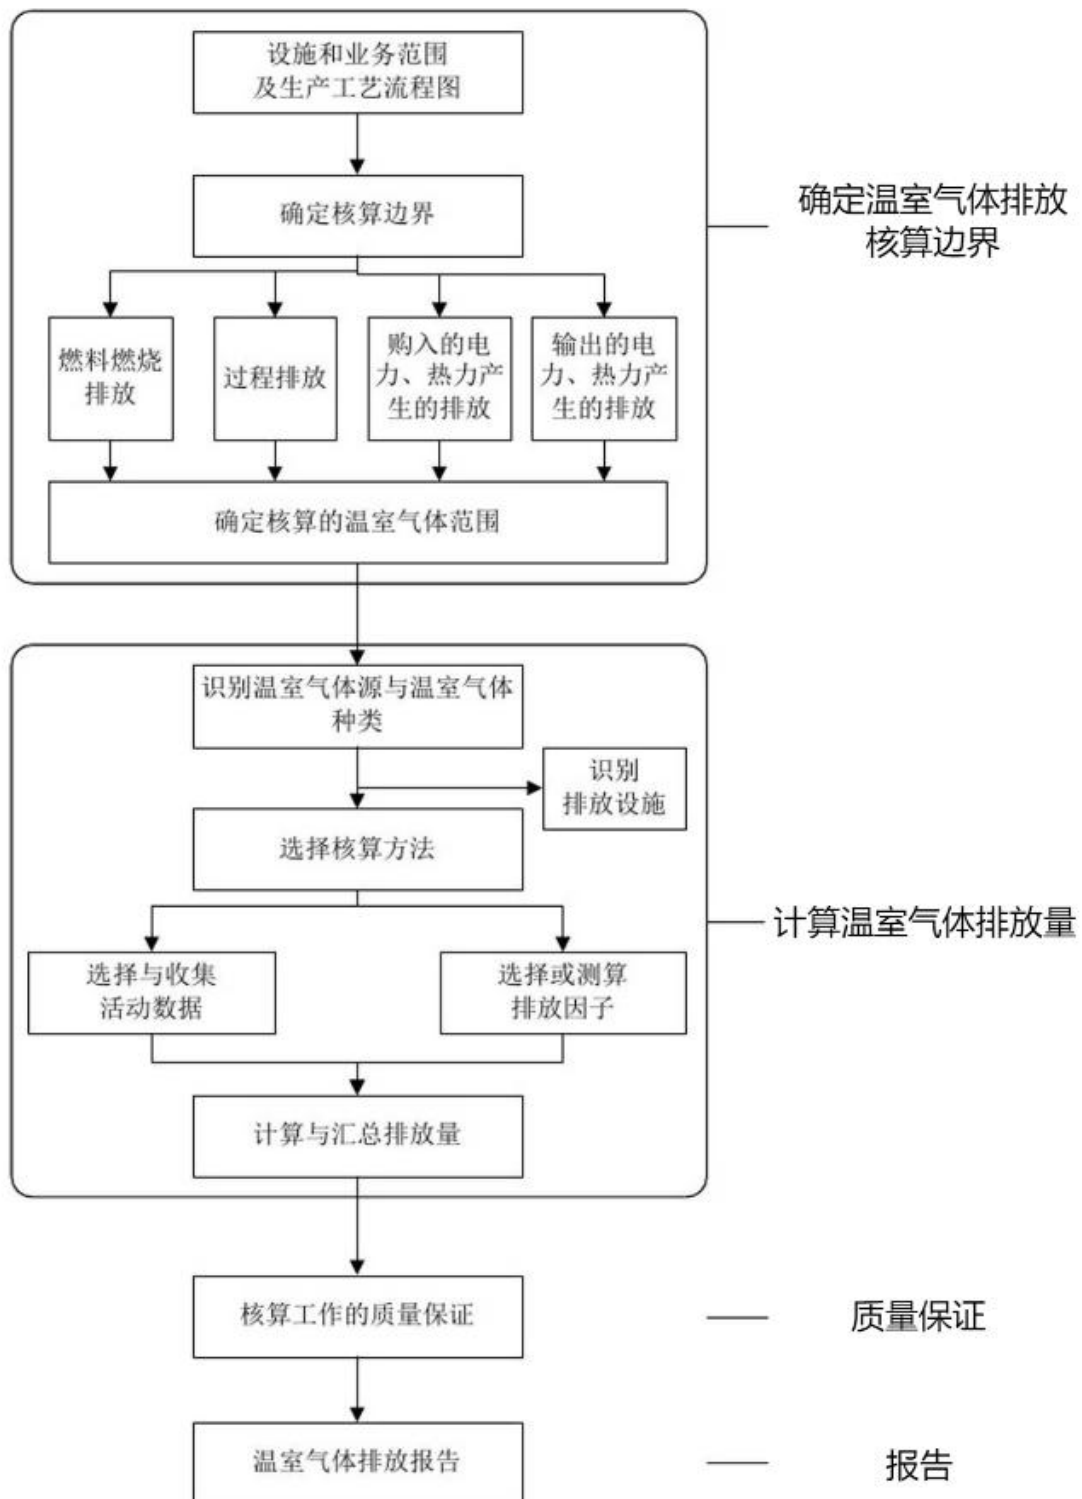 设施和业务范围
及生产工艺流程图
确定核算边界
确定温室气体排放
核算边界
燃料燃烧
排放
过程排放
购入的电
力、热力产
生的排放
输出的电
力、热力产
生的排放
确定核算的温室气体范围
识别温室气体源与温室气体
种类
识别
排放设施
选择核算方法
计算温室气体排放量
选择与收集
活动数据
选择或测算
排放因子
计算与汇总排放量
核算工作的质量保证
质量保证
温室气体排放报告
报告